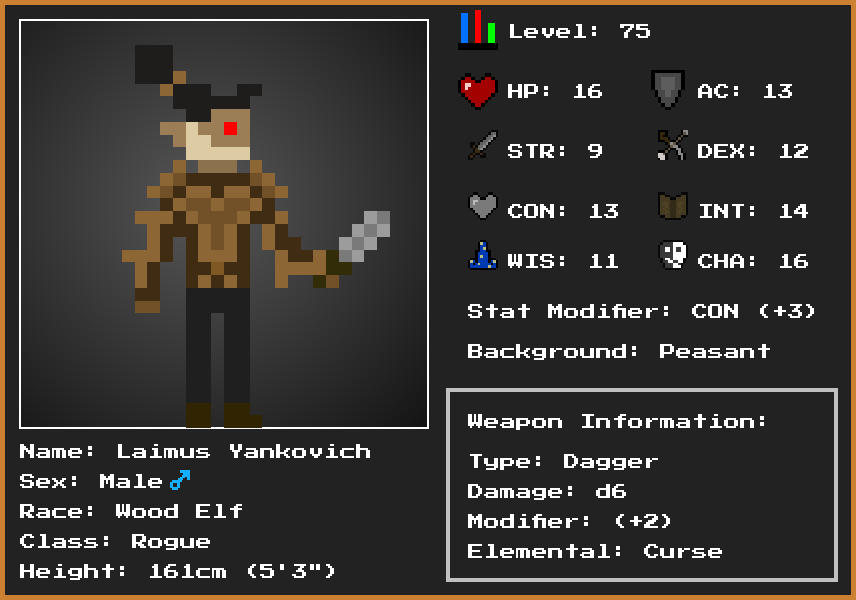 Level: 75
HP: 16 AC: 13
STR: 9 DEX: 12
CON: 13 INT: 14
WIS: 11 CHA: 16
Stat Modifier: CON (+3)
Background: Peasant
Weapon Information:
Type: Dagger
Damage: d6
Modifier: (+2)
Elemental: Curse
Name: Laimus Yankovich
Sex: Male♂
Race: Wood Elf
Class: Rogue
Height: 161cm (5'3")